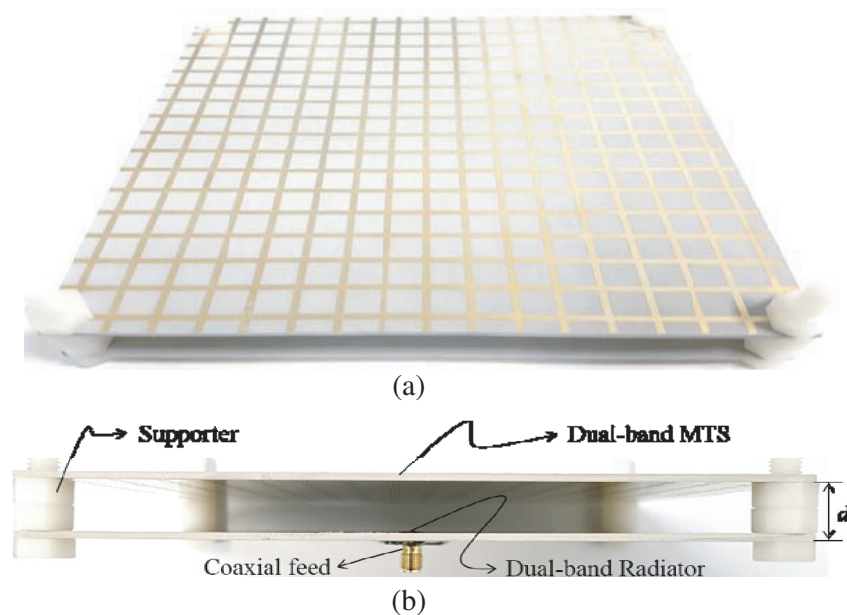 (a)
Supporter
Dual-band MTS
d
Coaxial feed
Dual-band Radiator
(b)